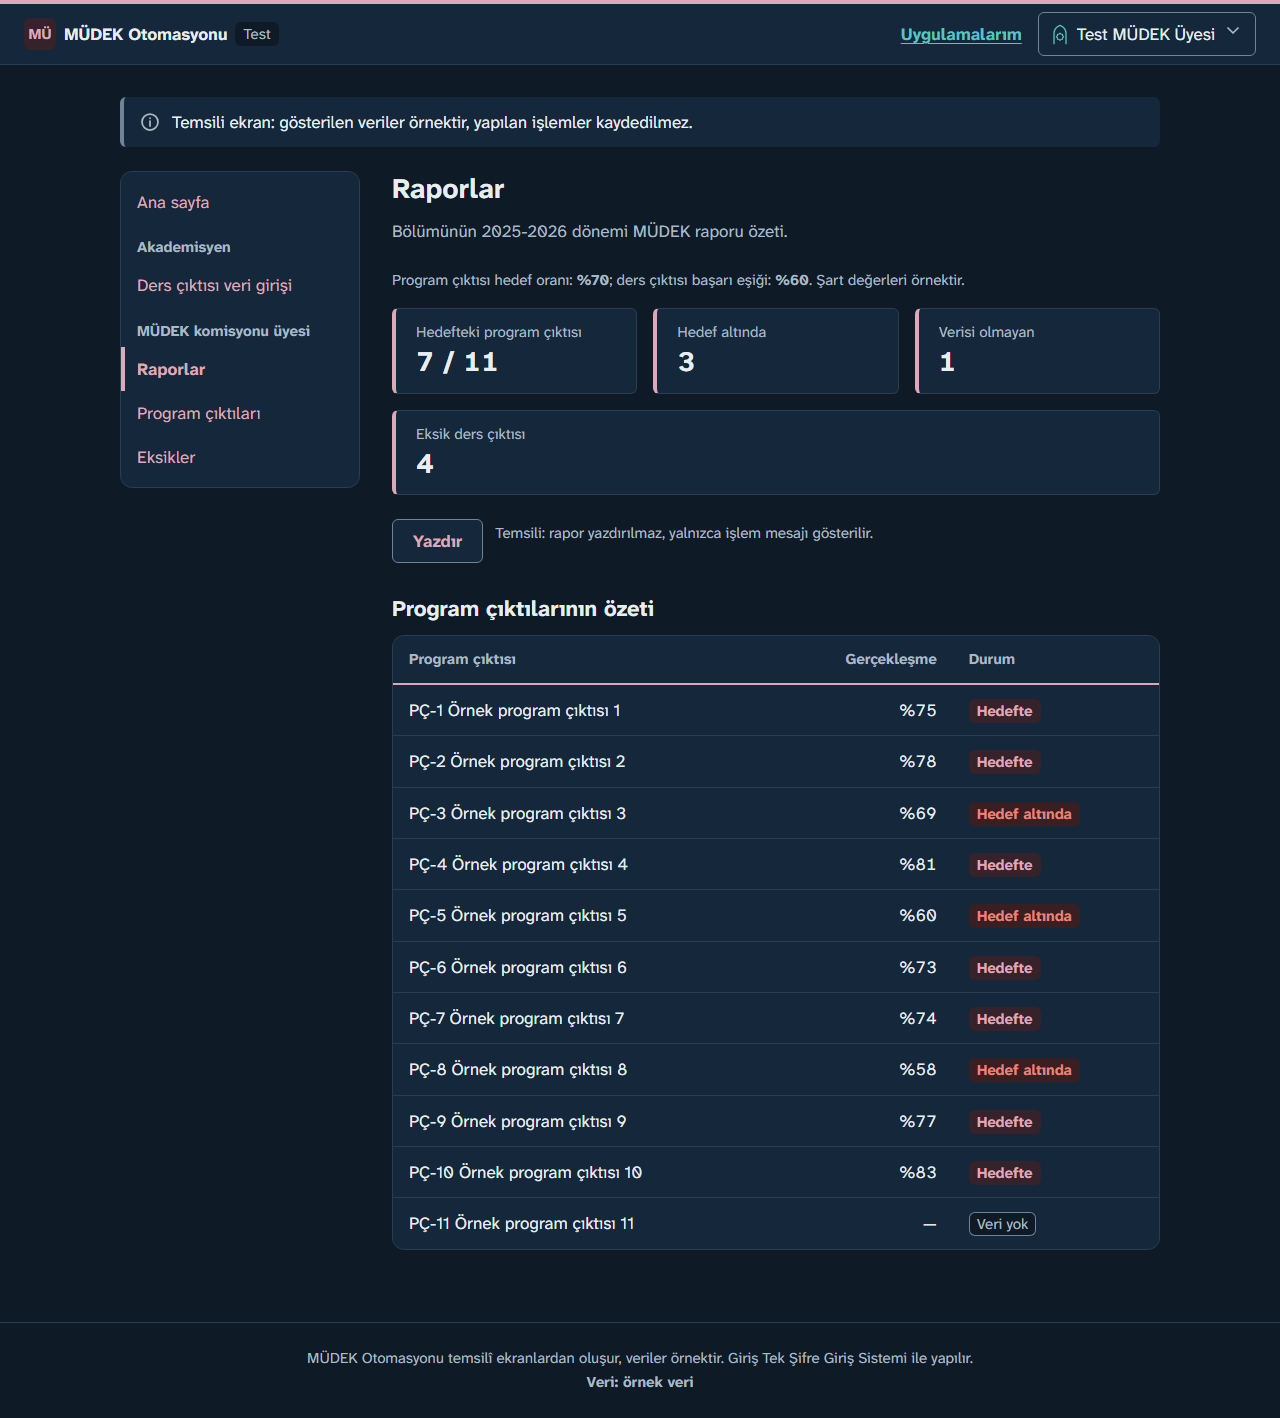 MÜ MÜDEK Otomasyonu Test
Uygulamalarım
Test MÜDEK Üyesi
Temsili ekran: gösterilen veriler örnektir, yapılan işlemler kaydedilmez.
Ana sayfa
Akademisyen
Ders çıktısı veri girişi
MÜDEK komisyonu üyesi
Raporlar
Program çıktıları
Eksikler
Raporlar
Bölümünün 2025-2026 dönemi MÜDEK raporu özeti.
Program çıktısı hedef oranı: %70; ders çıktısı başarı eşiği: %60. Şart değerleri örnektir.
Hedefteki program çıktısı
7 / 11
Hedef altında
3
Verisi olmayan
1
Eksik ders çıktısı
4
Yazdır
Temsili: rapor yazdırılmaz, yalnızca işlem mesajı gösterilir.
Program çıktılarının özeti
Program çıktısı Gerçekleşme Durum
PÇ-1 Örnek program çıktısı 1 %75 Hedefte
PÇ-2 Örnek program çıktısı 2 %78 Hedefte
PÇ-3 Örnek program çıktısı 3 %69 Hedef altında
PÇ-4 Örnek program çıktısı 4 %81 Hedefte
PÇ-5 Örnek program çıktısı 5 %60 Hedef altında
PÇ-6 Örnek program çıktısı 6 %73 Hedefte
PÇ-7 Örnek program çıktısı 7 %74 Hedefte
PÇ-8 Örnek program çıktısı 8 %58 Hedef altında
PÇ-9 Örnek program çıktısı 9 %77 Hedefte
PÇ-10 Örnek program çıktısı 10 %83 Hedefte
PÇ-11 Örnek program çıktısı 11 — Veri yok
MÜDEK Otomasyonu temsilî ekranlardan oluşur, veriler örnektir. Giriş Tek Şifre Giriş Sistemi ile yapılır.
Veri: örnek veri